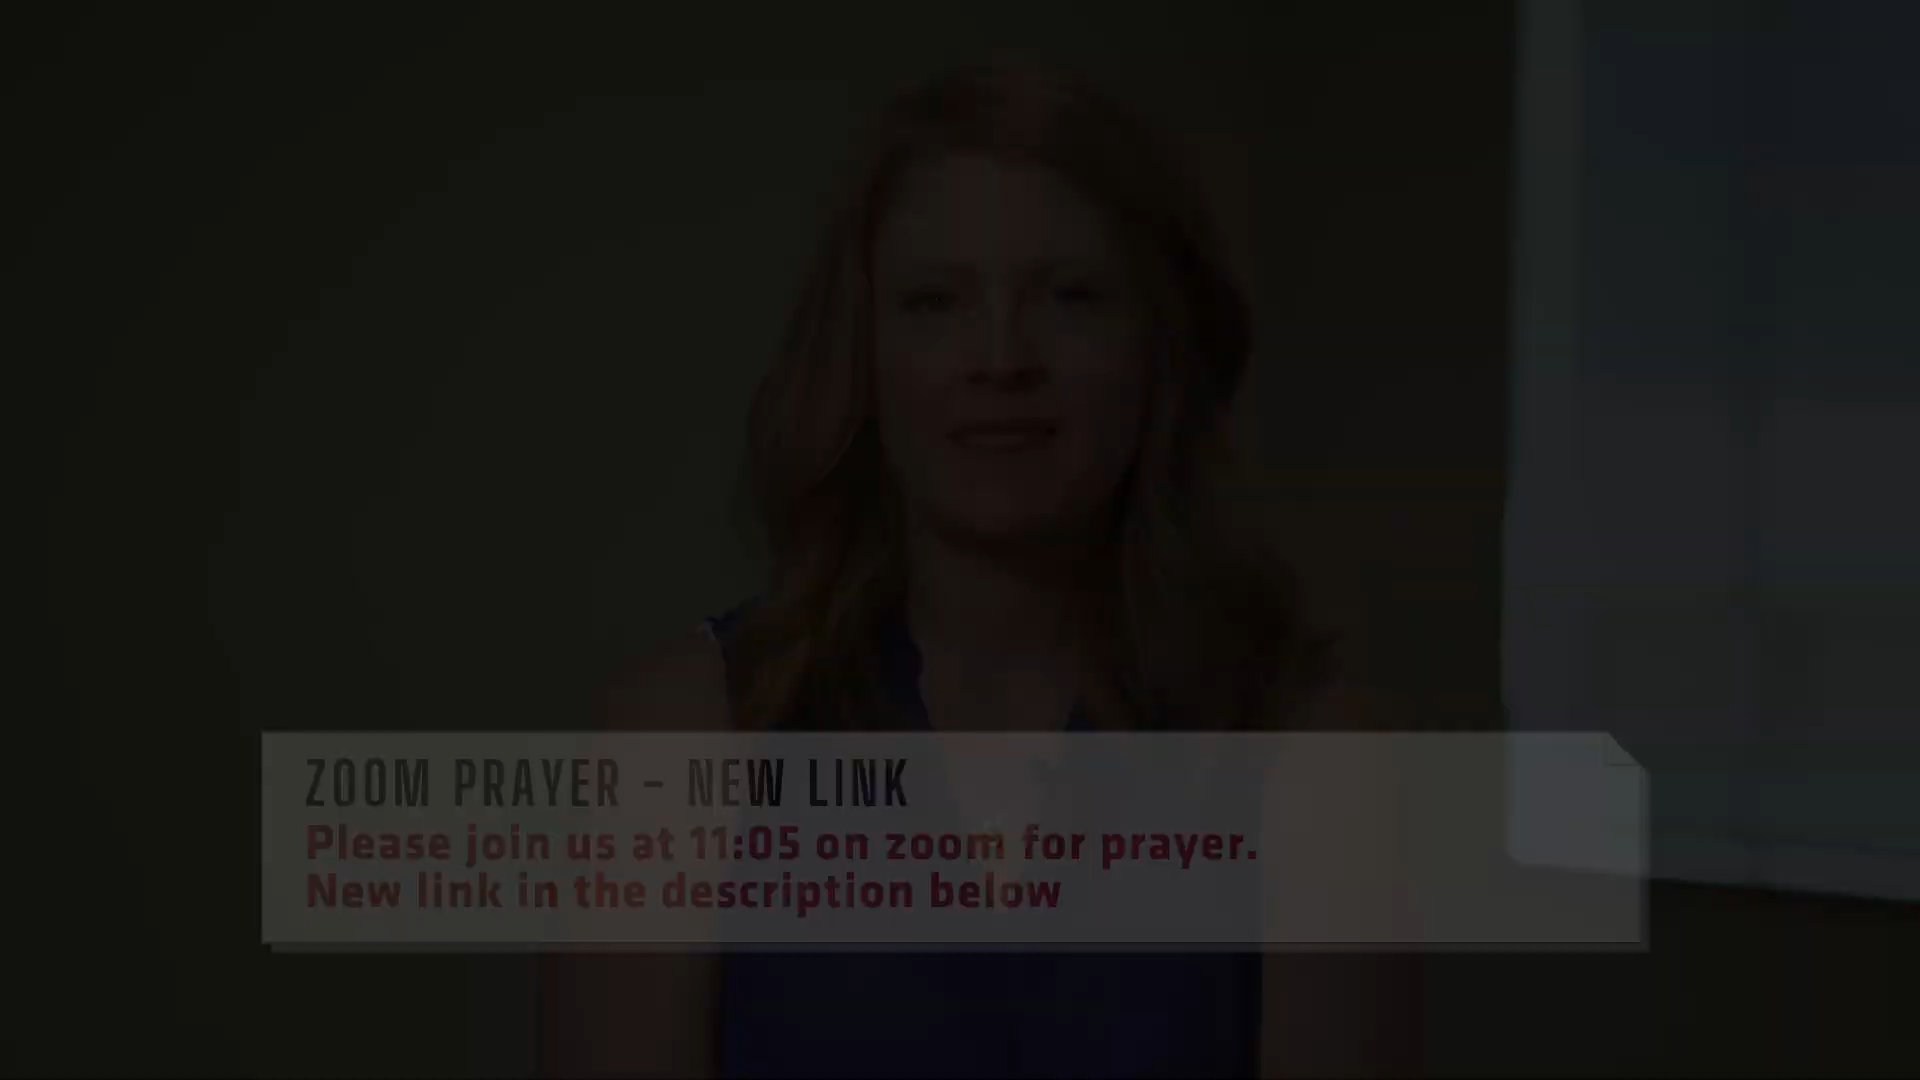 ZOOM PRAYER - NEW LINK
Please join us at 11:05 on zoom for prayer.
New link in the description below